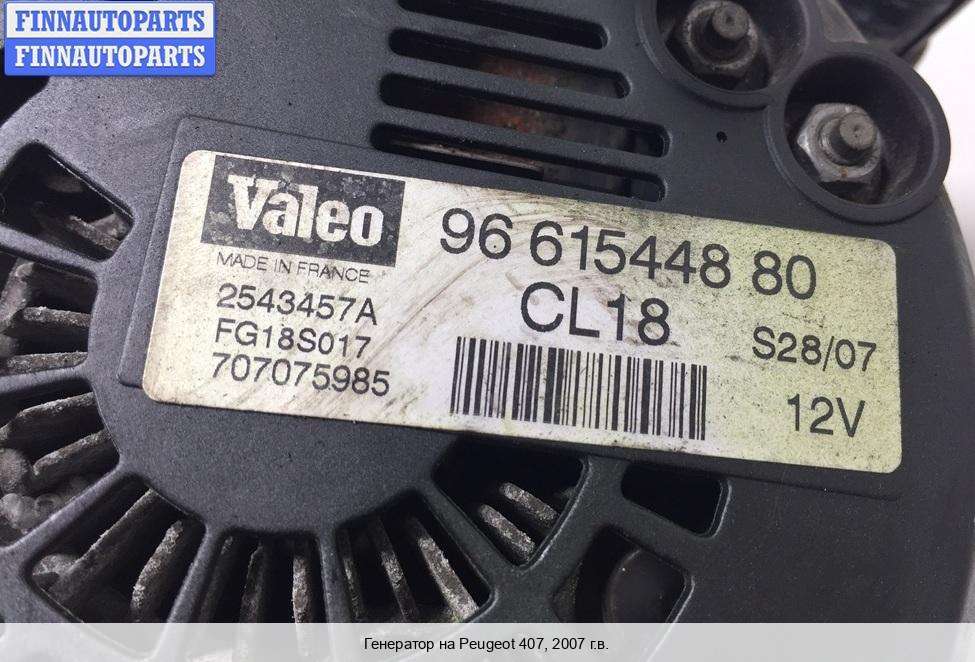 FINNAUTOPARTS
FINNAUTOPARTS
Valeo
MADE IN FRANCE
2543457A
FG18S017
707075985
96 615448 80
CL18
S28/07
12V
Генератор на Peugeot 407, 2007 г.в.